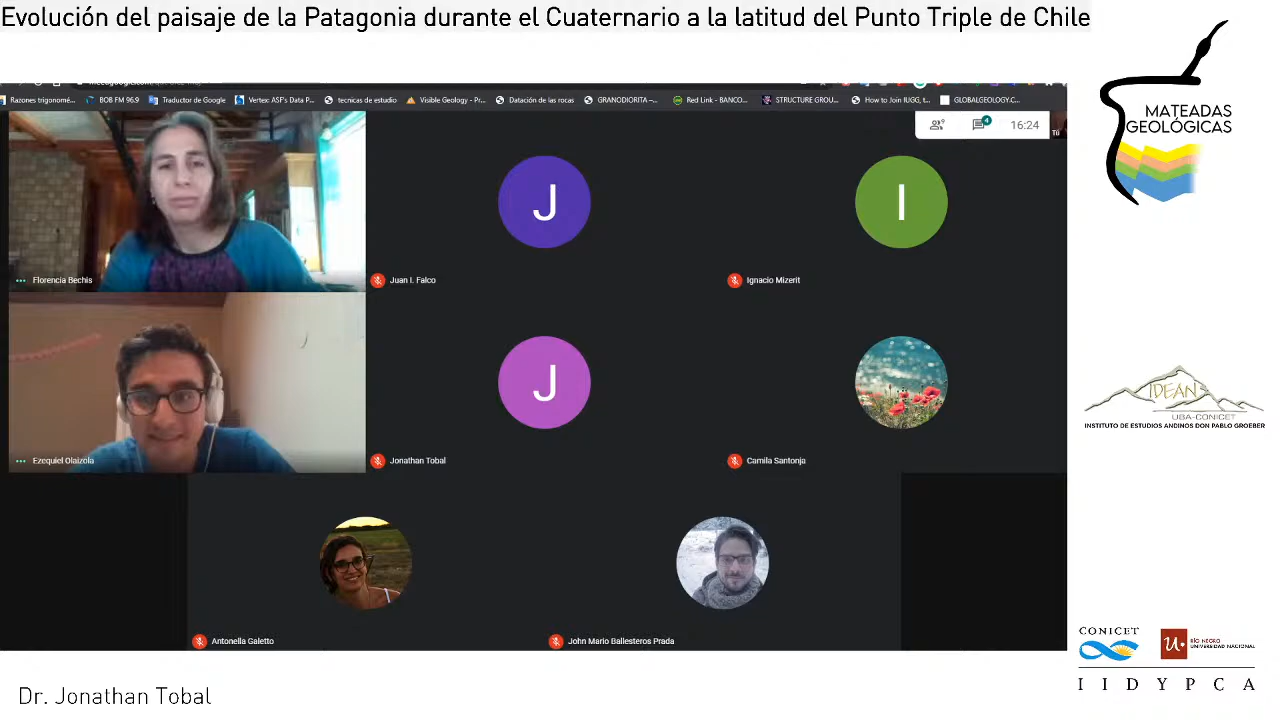 Evolución del paisaje de la Patagonia durante el Cuaternario a la latitud del Punto Triple de Chile
MATEADAS
GEOLÓGICAS
Razones trigonomé...
BOB FM 96.9
Traductor de Google
Vertex: ASF's Data P...
tecnicas de estudio
Visible Geology - Pr...
Datación de las rocas
GRANODIORITA –...
Red Link - BANCO...
STRUCTURE GROU...
How to Join IUGG, t...
GLOBALGEOLOGY.C...
9
4
16:24
Tú
J
I
Florencia Bechis
Juan I. Falco
Ignacio Mizerit
J
Ezequiel Olaizola
Jonathan Tobal
Camila Santonja
IDEAN
UBA-CONICET
INSTITUTO DE ESTUDIOS ANDINOS DON PABLO GROEBER
Antonella Galetto
John Mario Ballesteros Prada
CONICET
RÍO NEGRO
UNIVERSIDAD NACIONAL
I I D Y P C A
Dr. Jonathan Tobal